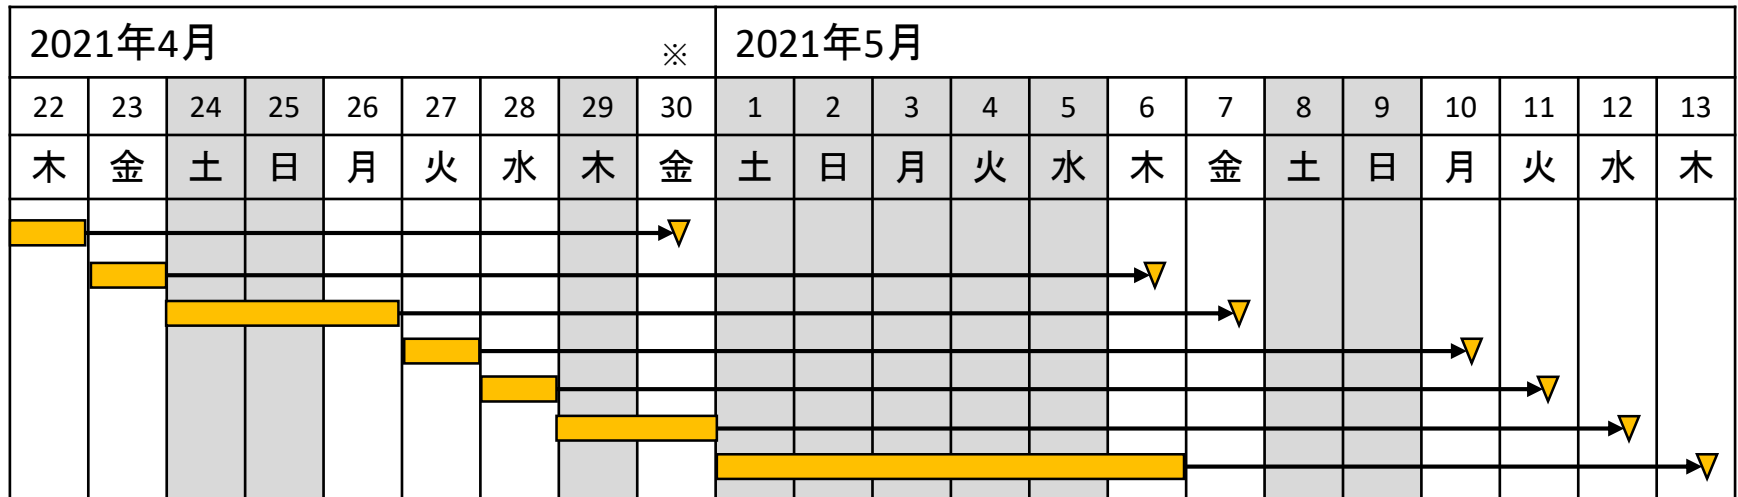 2021年4月 ※ 2021年5月
22 23 24 25 26 27 28 29 30 1 2 3 4 5 6 7 8 9 10 11 12 13
木 金 土 日 月 火 水 木 金 土 日 月 火 水 木 金 土 日 月 火 水 木